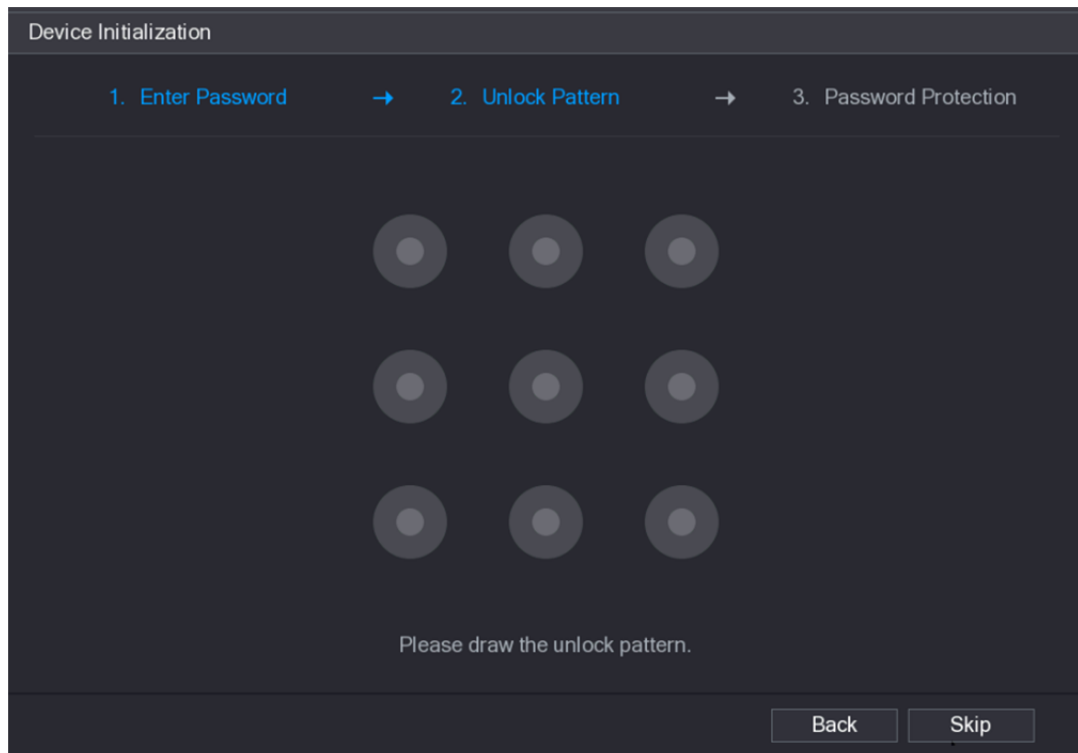 Device Initialization
1. Enter Password → 2. Unlock Pattern → 3. Password Protection
Please draw the unlock pattern.
Back Skip